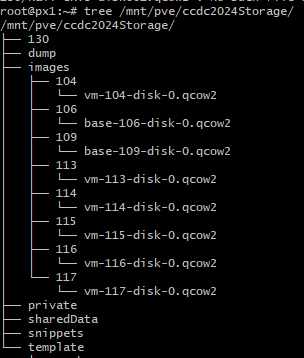 root@px1:~# tree /mnt/pve/ccdc2024Storage/
/mnt/pve/ccdc2024Storage/
├── 130
├── dump
├── images
│   ├── 104
│   │   └── vm-104-disk-0.qcow2
│   ├── 106
│   │   └── base-106-disk-0.qcow2
│   ├── 109
│   │   └── base-109-disk-0.qcow2
│   ├── 113
│   │   └── vm-113-disk-0.qcow2
│   ├── 114
│   │   └── vm-114-disk-0.qcow2
│   ├── 115
│   │   └── vm-115-disk-0.qcow2
│   ├── 116
│   │   └── vm-116-disk-0.qcow2
│   └── 117
│       └── vm-117-disk-0.qcow2
├── private
├── sharedData
├── snippets
├── template